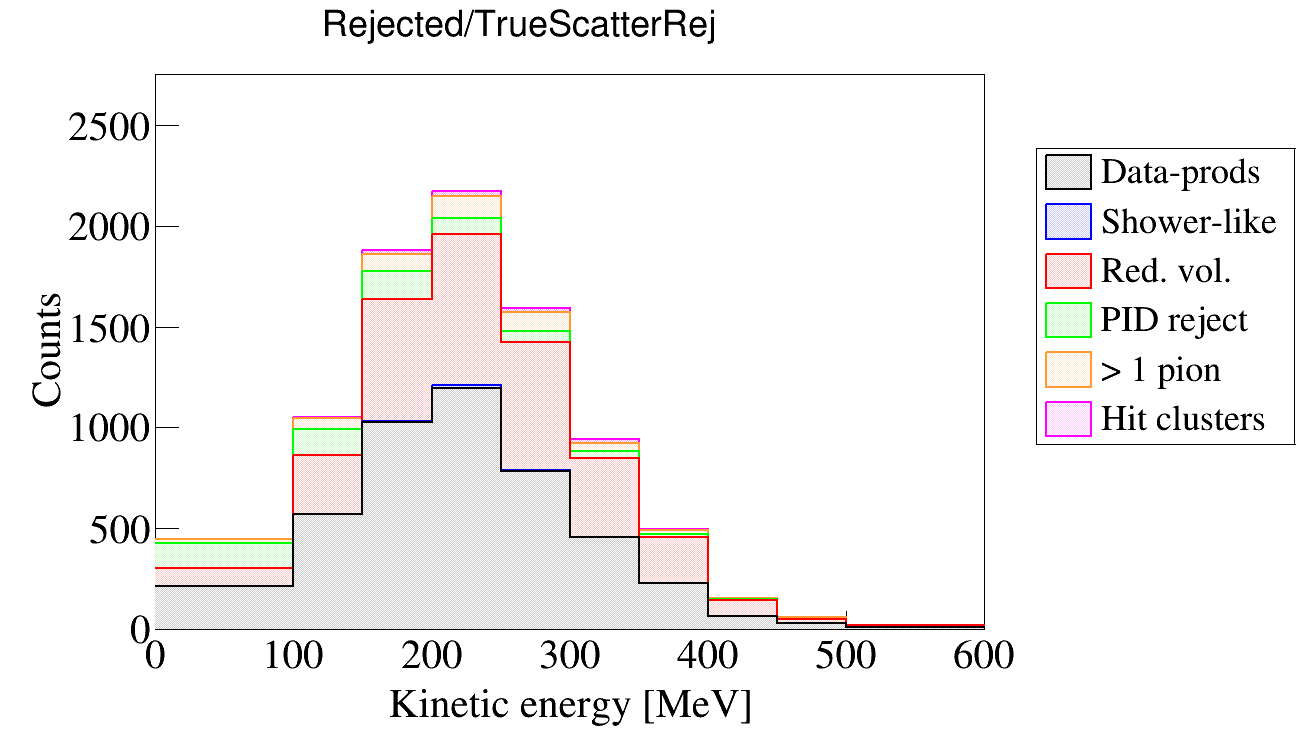 Rejected/TrueScatterRej
2500
2000
1500
1000
500
0
Counts
0 100 200 300 400 500 600
Kinetic energy [MeV]
Data-prods
Shower-like
Red. vol.
PID reject
> 1 pion
Hit clusters